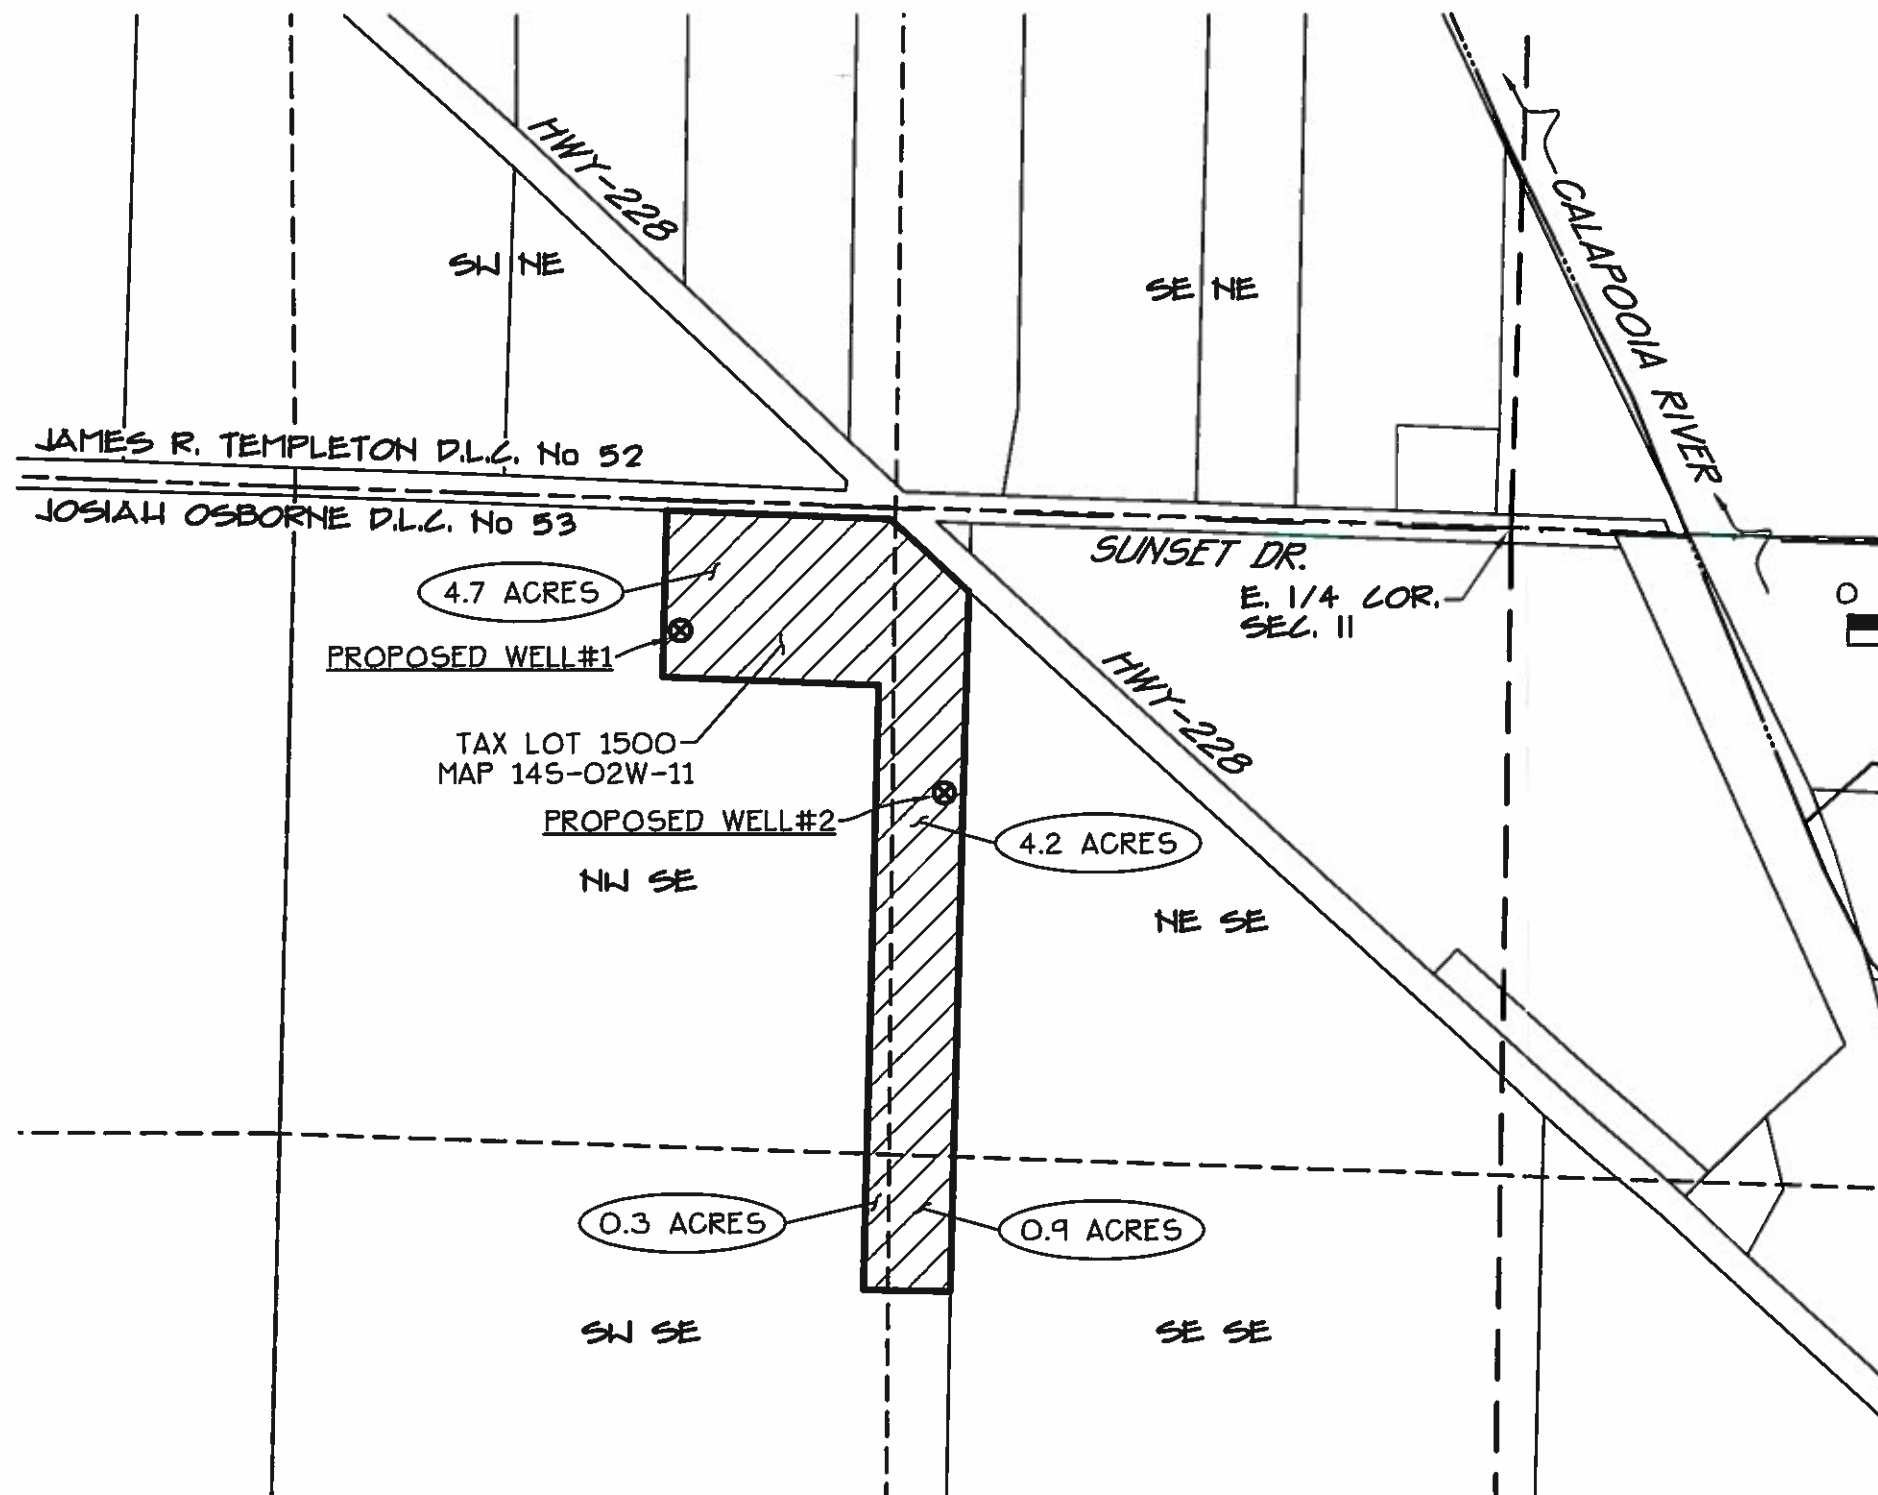 HWY-228
SW NE
SE NE
CALAPOOIA RIVER
JAMES R. TEMPLETON D.L.C. No 52
JOSIAH OSBORNE D.L.C. No 53
SUNSET DR.
4.7 ACRES
E. 1/4 COR.
SEC. 11
PROPOSED WELL#1
HWY-228
TAX LOT 1500
MAP 14S-02W-11
PROPOSED WELL#2
4.2 ACRES
NW SE
NE SE
0.3 ACRES
0.9 ACRES
SW SE
SE SE